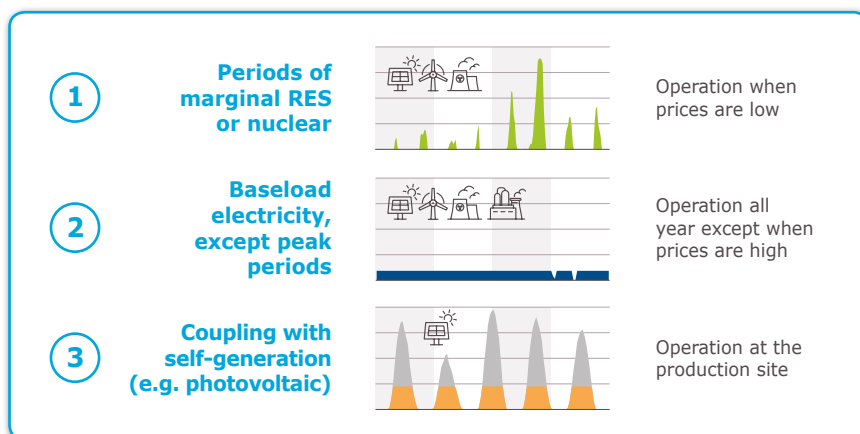 1
Periods of
marginal RES
or nuclear
Operation when
prices are low
2
Baseload
electricity,
except peak
periods
Operation all
year except when
prices are high
3
Coupling with
self-generation
(e.g. photovoltaic)
Operation at the
production site